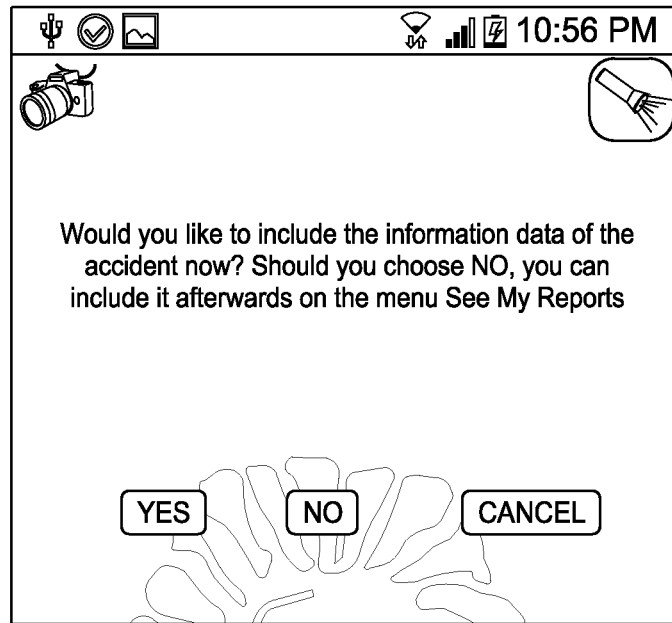 10:56 PM
Would you like to include the information data of the
accident now? Should you choose NO, you can
include it afterwards on the menu See My Reports
YES NO CANCEL